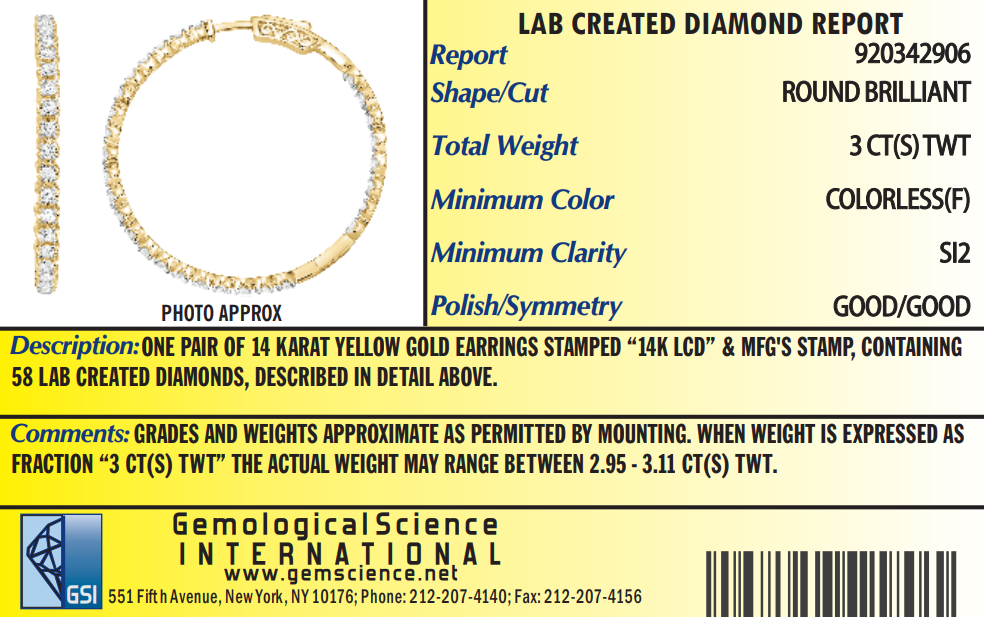 LAB CREATED DIAMOND REPORT
Report 920342906
Shape/Cut ROUND BRILLIANT
Total Weight 3 CT(S) TWT
Minimum Color COLORLESS(F)
Minimum Clarity SI2
Polish/Symmetry GOOD/GOOD
PHOTO APPROX
Description: ONE PAIR OF 14 KARAT YELLOW GOLD EARRINGS STAMPED “14K LCD” & MFG'S STAMP, CONTAINING
58 LAB CREATED DIAMONDS, DESCRIBED IN DETAIL ABOVE.
Comments: GRADES AND WEIGHTS APPROXIMATE AS PERMITTED BY MOUNTING. WHEN WEIGHT IS EXPRESSED AS
FRACTION “3 CT(S) TWT” THE ACTUAL WEIGHT MAY RANGE BETWEEN 2.95 - 3.11 CT(S) TWT.
GemologicalScience
INTERNATIONAL
www.gemscience.net
GSI
551 Fifth Avenue, New York, NY 10176; Phone: 212-207-4140; Fax: 212-207-4156